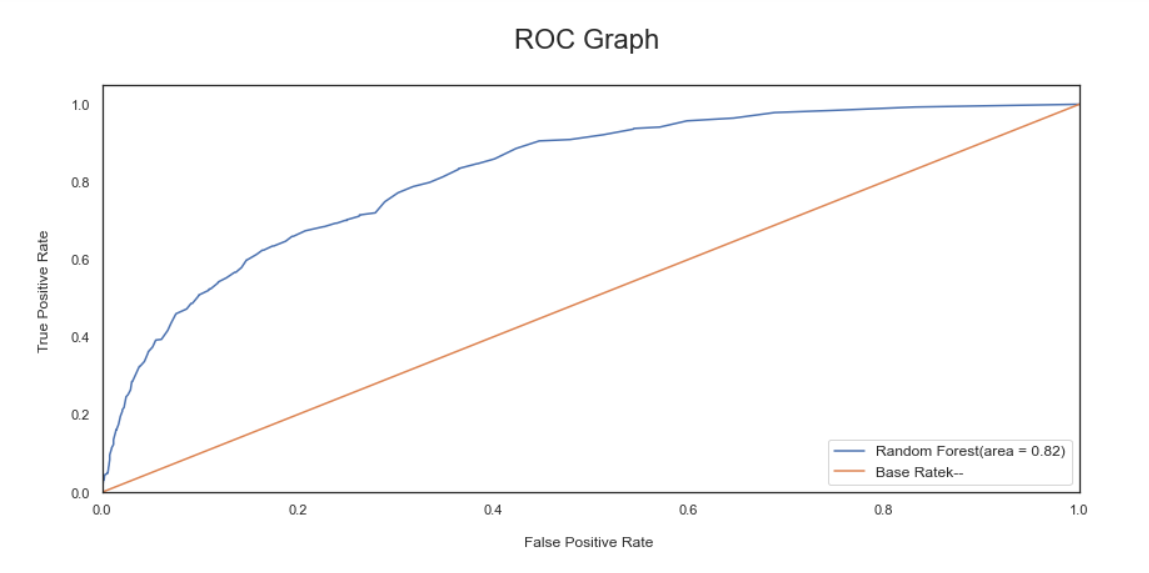 ROC Graph
1.0
0.8
0.6
0.4
0.2
0.0
True Positive Rate
Random Forest(area = 0.82)
Base Ratek--
0.0 0.2 0.4 0.6 0.8 1.0
False Positive Rate